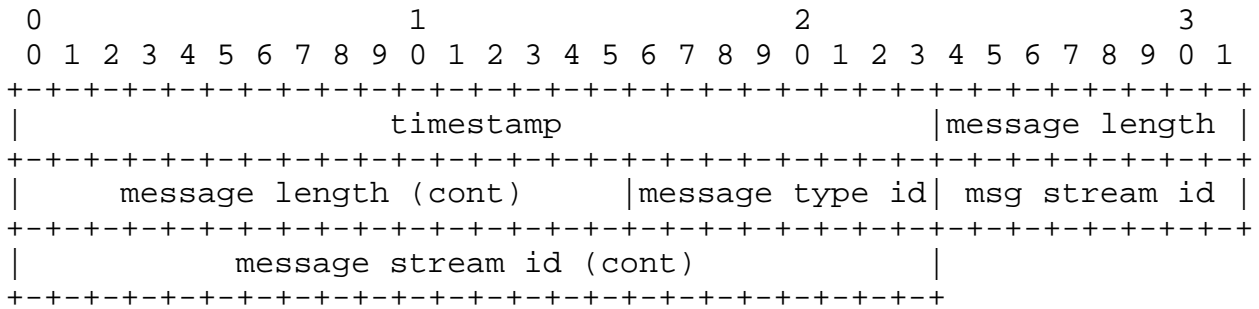 0                   1                   2                   3
 0 1 2 3 4 5 6 7 8 9 0 1 2 3 4 5 6 7 8 9 0 1 2 3 4 5 6 7 8 9 0 1
+-+-+-+-+-+-+-+-+-+-+-+-+-+-+-+-+-+-+-+-+-+-+-+-+-+-+-+-+-+-+-+-+
|                   timestamp                   |message length |
+-+-+-+-+-+-+-+-+-+-+-+-+-+-+-+-+-+-+-+-+-+-+-+-+-+-+-+-+-+-+-+-+
|     message length (cont)     |message type id| msg stream id |
+-+-+-+-+-+-+-+-+-+-+-+-+-+-+-+-+-+-+-+-+-+-+-+-+-+-+-+-+-+-+-+-+
|           message stream id (cont)            |
+-+-+-+-+-+-+-+-+-+-+-+-+-+-+-+-+-+-+-+-+-+-+-+-+